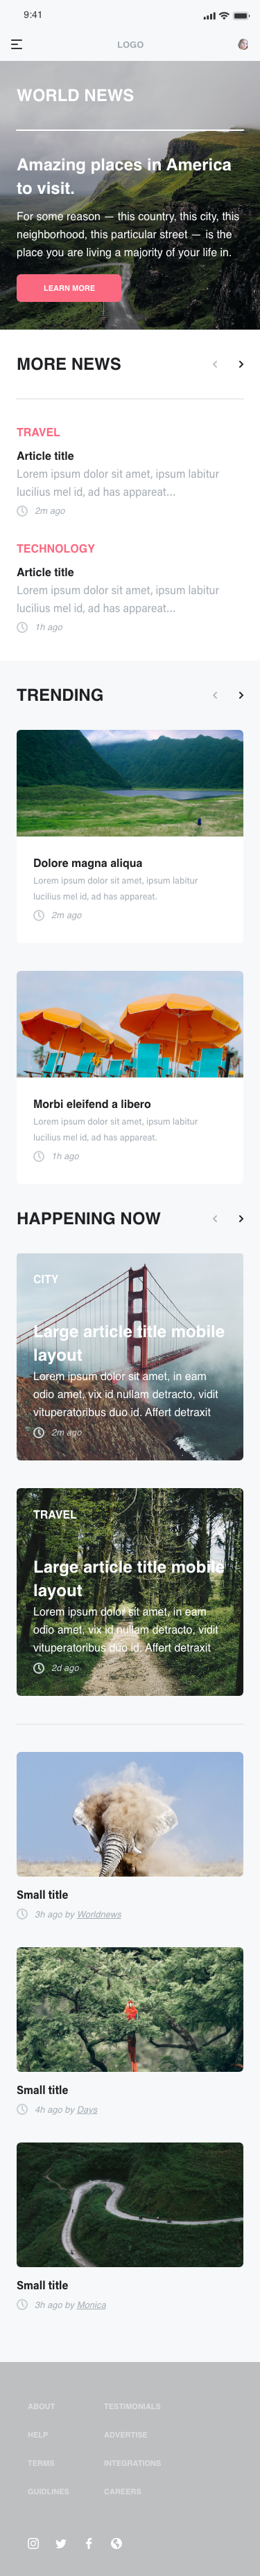 9:41
LOGO
WORLD NEWS
Amazing places in America
to visit.
For some reason — this country, this city, this
neighborhood, this particular street — is the
place you are living a majority of your life in.
LEARN MORE
MORE NEWS
TRAVEL
Article title
Lorem ipsum dolor sit amet, ipsum labitur
lucilius mel id, ad has appareat...
2m ago
TECHNOLOGY
Article title
Lorem ipsum dolor sit amet, ipsum labitur
lucilius mel id, ad has appareat...
1h ago
TRENDING
Dolore magna aliqua
Lorem ipsum dolor sit amet, ipsum labitur
lucilius mel id, ad has appareat.
2m ago
Morbi eleifend a libero
Lorem ipsum dolor sit amet, ipsum labitur
lucilius mel id, ad has appareat.
1h ago
HAPPENING NOW
CITY
Large article title mobile
layout
Lorem ipsum dolor sit amet, in eam
odio amet, vix id nullam detracto, vidit
vituperatoribus duo id. Affert detraxit
2m ago
TRAVEL
Large article title mobile
layout
Lorem ipsum dolor sit amet, in eam
odio amet, vix id nullam detracto, vidit
vituperatoribus duo id. Affert detraxit
2d ago
Small title
3h ago by Worldnews
Small title
4h ago by Days
Small title
3h ago by Monica
ABOUT TESTIMONIALS
HELP ADVERTISE
TERMS INTEGRATIONS
GUIDLINES CAREERS